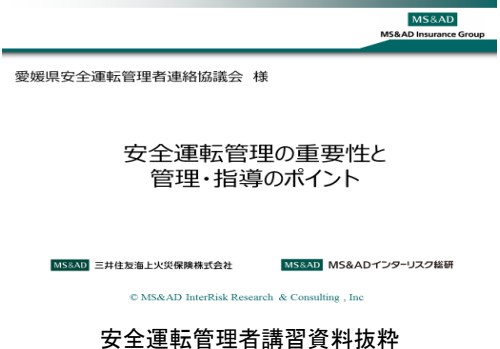 MS&AD
MS&AD Insurance Group
愛媛県安全運転管理者連絡協議会 様
安全運転管理の重要性と
管理・指導のポイント
MS&AD 三井住友海上火災保険株式会社 MS&AD MS&ADインターリスク総研
© MS&AD InterRisk Research & Consulting , Inc
安全運転管理者講習資料抜粋